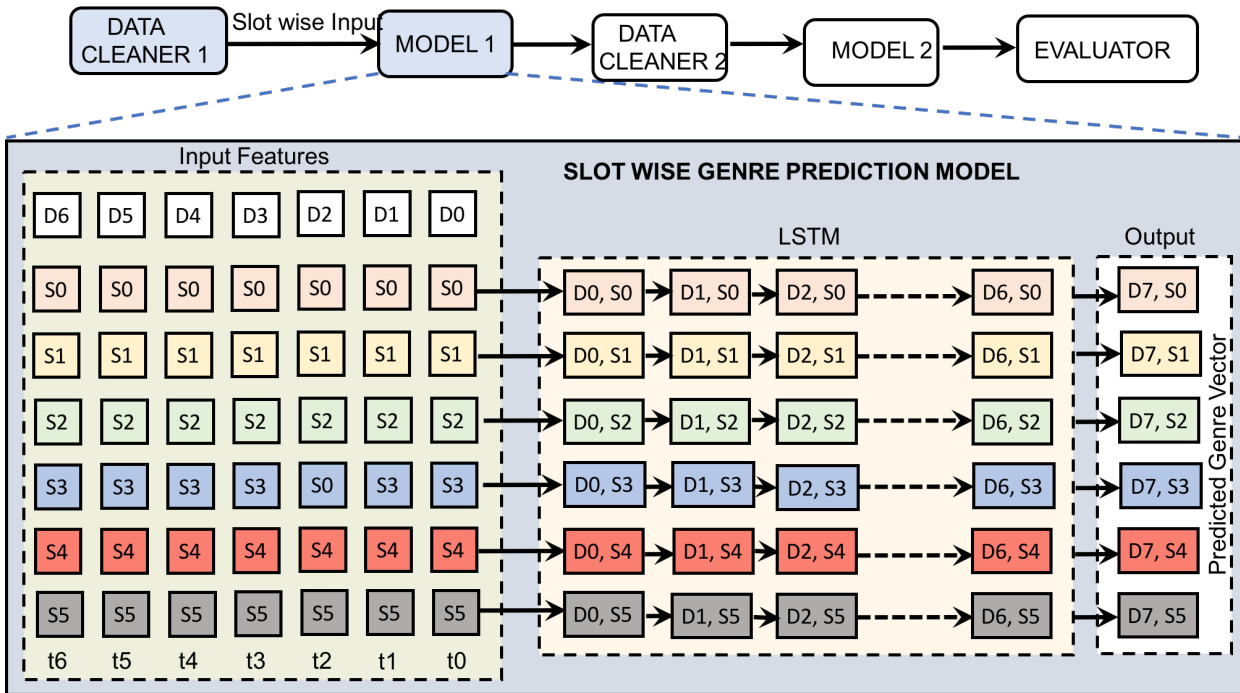 DATA
CLEANER 1
Slot wise Input
MODEL 1
DATA
CLEANER 2
MODEL 2
EVALUATOR
Input Features
SLOT WISE GENRE PREDICTION MODEL
D6 D5 D4 D3 D2 D1 D0
LSTM
Output
S0 S0 S0 S0 S0 S0 S0 D0, S0 D1, S0 D2, S0 D6, S0 D7, S0
S1 S1 S1 S1 S1 S1 S1 D0, S1 D1, S1 D2, S1 D6, S1 D7, S1
S2 S2 S2 S2 S2 S2 S2 D0, S2 D1, S2 D2, S2 D6, S2 D7, S2
S3 S3 S3 S3 S0 S3 S3 D0, S3 D1, S3 D2, S3 D6, S3 D7, S3
S4 S4 S4 S4 S4 S4 S4 D0, S4 D1, S4 D2, S4 D6, S4 D7, S4
S5 S5 S5 S5 S5 S5 S5 D0, S5 D1, S5 D2, S5 D6, S5 D7, S5
t6 t5 t4 t3 t2 t1 t0
Predicted Genre Vector